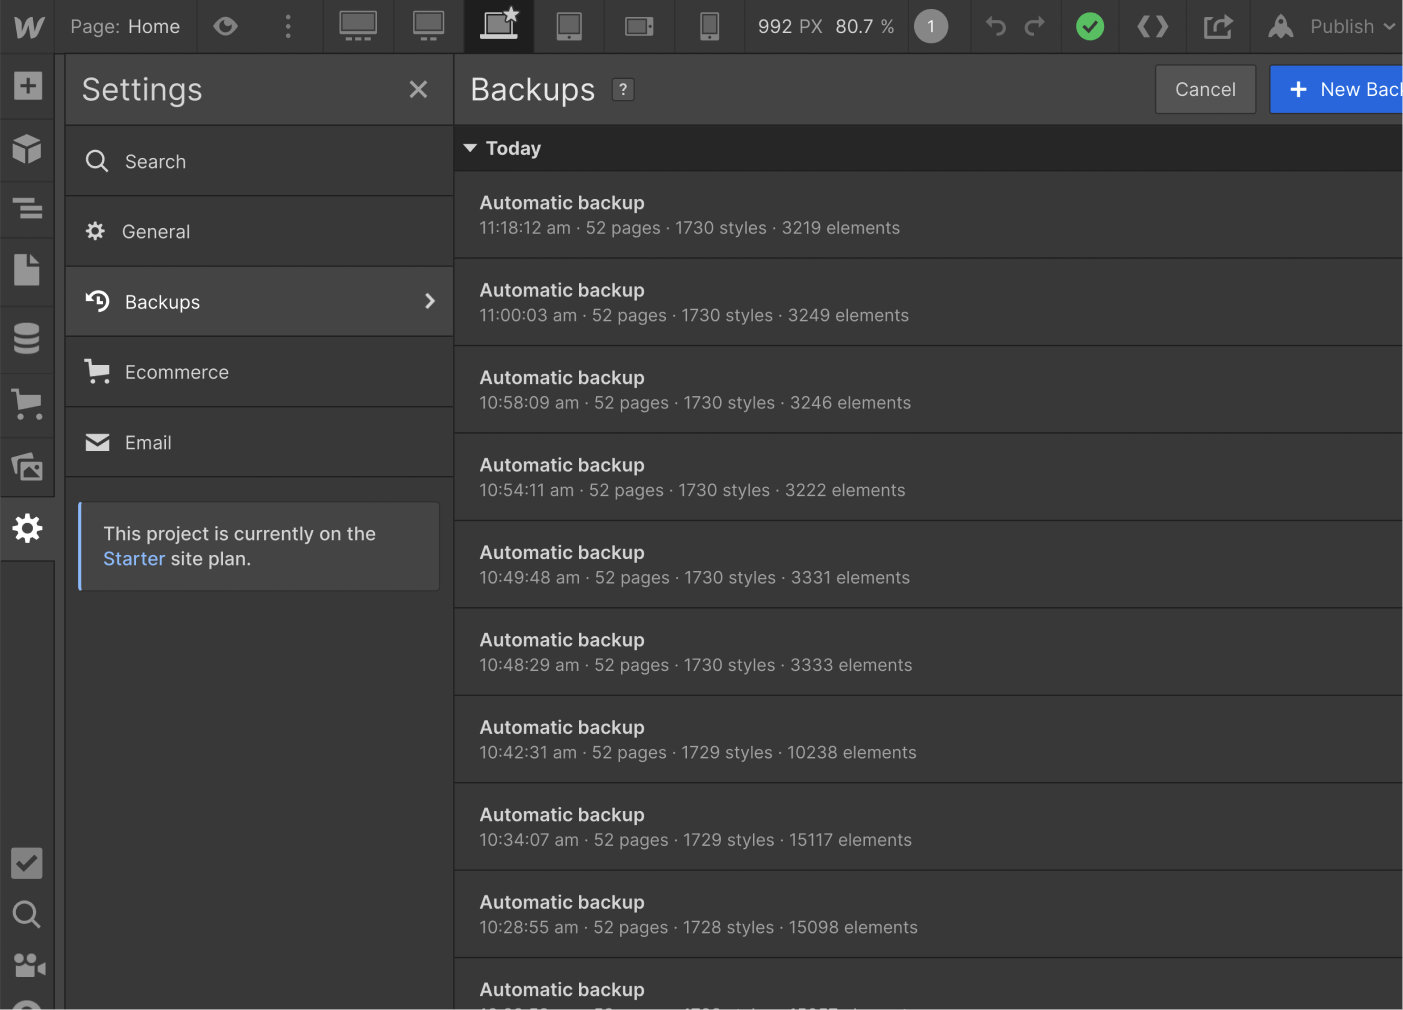 Page: Home
992 PX 80.7 %
1
Publish
Settings
Backups
?
Cancel
+ New Bac
Search
General
Backups
Ecommerce
Email
This project is currently on the
Starter site plan.
Today
Automatic backup
11:18:12 am · 52 pages · 1730 styles · 3219 elements
Automatic backup
11:00:03 am · 52 pages · 1730 styles · 3249 elements
Automatic backup
10:58:09 am · 52 pages · 1730 styles · 3246 elements
Automatic backup
10:54:11 am · 52 pages · 1730 styles · 3222 elements
Automatic backup
10:49:48 am · 52 pages · 1730 styles · 3331 elements
Automatic backup
10:48:29 am · 52 pages · 1730 styles · 3333 elements
Automatic backup
10:42:31 am · 52 pages · 1729 styles · 10238 elements
Automatic backup
10:34:07 am · 52 pages · 1729 styles · 15117 elements
Automatic backup
10:28:55 am · 52 pages · 1728 styles · 15098 elements
Automatic backup